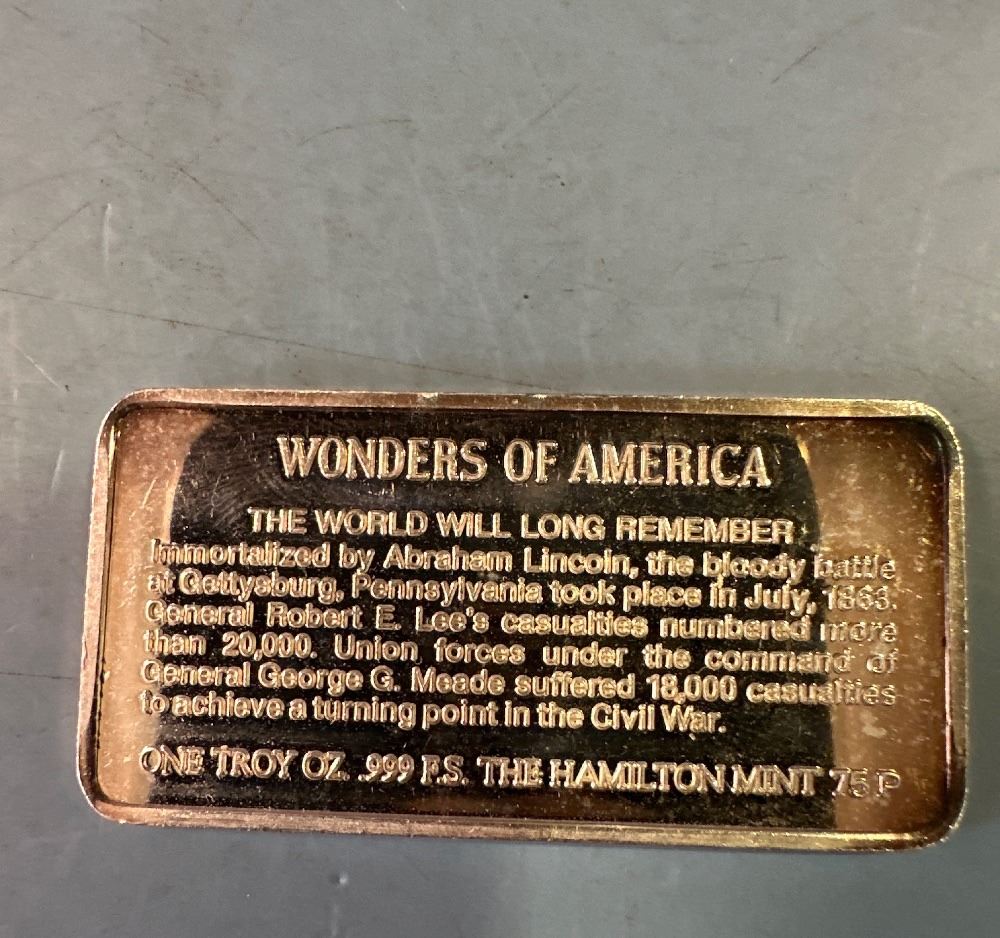 WONDERS OF AMERICA
THE WORLD WILL LONG REMEMBER
Immortalized by Abraham Lincoln, the bloody battle
at Gettysburg, Pennsylvania took place in July, 1863.
General Robert E. Lee's casualties numbered more
than 20,000. Union forces under the command of
General George G. Meade suffered 18,000 casualties
to achieve a turning point in the Civil War.
ONE TROY OZ. .999 F.S. THE HAMILTON MINT 75 P